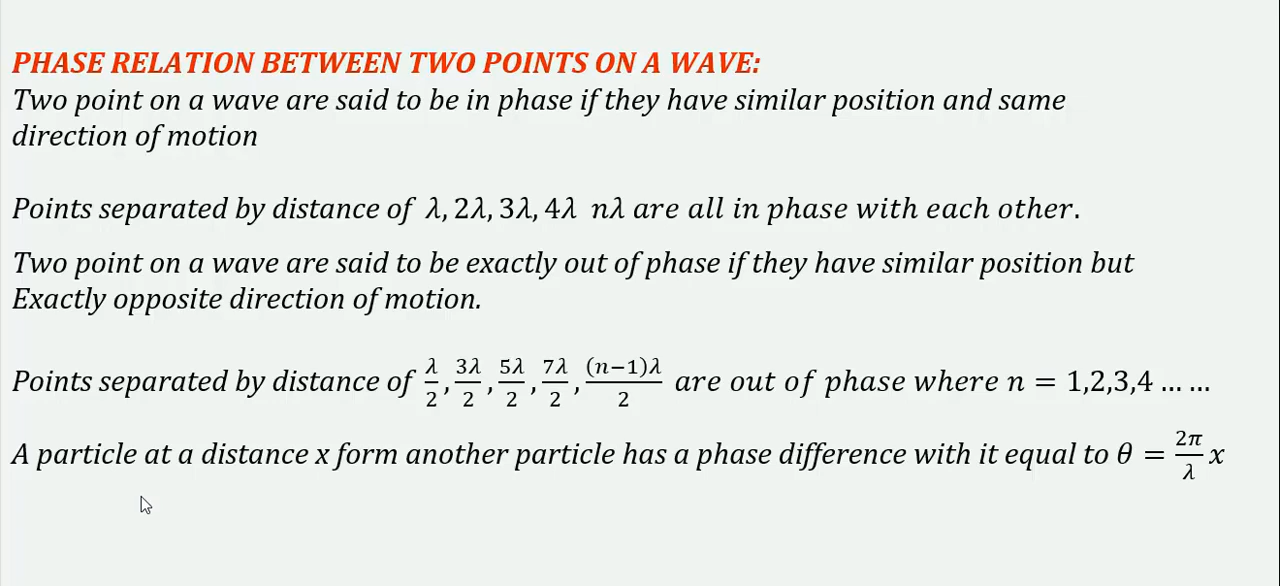 PHASE RELATION BETWEEN TWO POINTS ON A WAVE:
Two point on a wave are said to be in phase if they have similar position and same
direction of motion
Points separated by distance of λ, 2λ, 3λ, 4λ nλ are all in phase with each other.
Two point on a wave are said to be exactly out of phase if they have similar position but
Exactly opposite direction of motion.
Points separated by distance of λ/2, 3λ/2, 5λ/2, 7λ/2, (n−1)λ/2 are out of phase where n = 1,2,3,4 … …
A particle at a distance x form another particle has a phase difference with it equal to θ = 2π/λ x